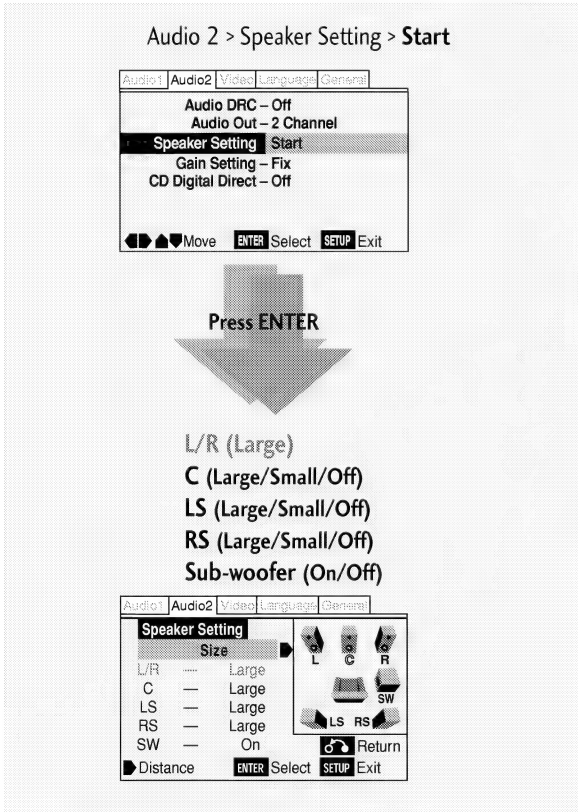 Audio 2 > Speaker Setting > Start
Audio1 Audio2 Video Language General
Audio DRC – Off
Audio Out – 2 Channel
Speaker Setting Start
Gain Setting – Fix
CD Digital Direct – Off
Move ENTER Select SETUP Exit
Press ENTER
L/R (Large)
C (Large/Small/Off)
LS (Large/Small/Off)
RS (Large/Small/Off)
Sub-woofer (On/Off)
Audio1 Audio2 Video Language General
Speaker Setting
Size
L C R
L/R — Large
C — Large
SW
LS — Large
RS — Large
LS RS
SW — On
Return
Distance ENTER Select SETUP Exit